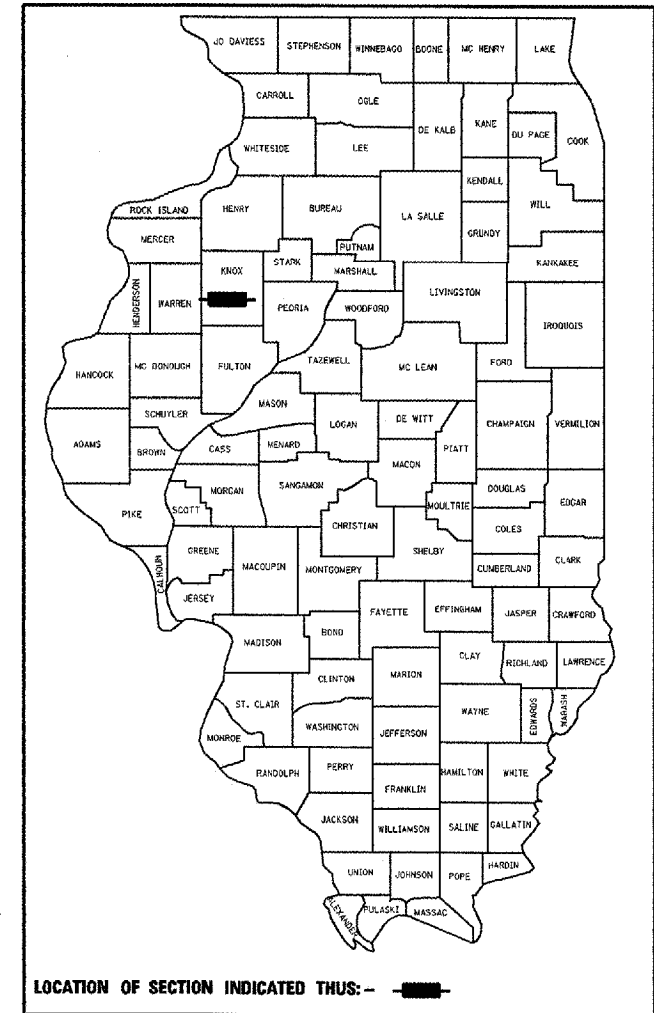 JO DAVIESS STEPHENSON WINNEBAGO BOONE MC HENRY LAKE
CARROLL OGLE DE KALB KANE DU PAGE COOK
WHITESIDE LEE
KENDALL
ROCK ISLAND HENRY BUREAU LA SALLE GRUNDY WILL
MERCER PUTNAM
KNOX STARK MARSHALL KANKAKEE
HENDERSON WARREN PEORIA WOODFORD LIVINGSTON IROQUOIS
HANCOCK MC DONOUGH FULTON TAZEWELL MC LEAN FORD
SCHUYLER MASON LOGAN DE WITT CHAMPAIGN VERMILION
ADAMS BROWN CASS MENARD MACON PIATT
PIKE SCOTT MORGAN SANGAMON MOULTRIE DOUGLAS EDGAR
CHRISTIAN COLES
CALHOUN GREENE MACOUPIN MONTGOMERY SHELBY CUMBERLAND CLARK
JERSEY FAYETTE EFFINGHAM JASPER CRAWFORD
MADISON BOND
CLAY RICHLAND LAWRENCE
CLINTON MARION
ST. CLAIR WAYNE EDWARDS WABASH
MONROE WASHINGTON JEFFERSON
RANDOLPH PERRY HAMILTON WHITE
FRANKLIN
JACKSON WILLIAMSON SALINE GALLATIN
UNION JOHNSON POPE HARDIN
ALEXANDER PULASKI MASSAC
LOCATION OF SECTION INDICATED THUS:-